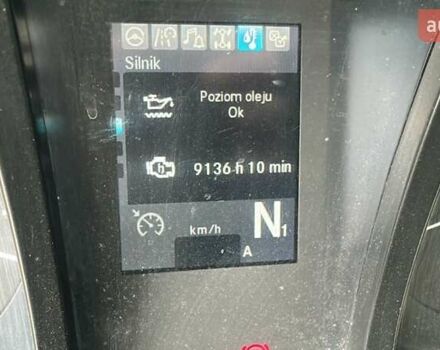 Silnik
Poziom oleju
Ok
h 9136 h 10 min
km/h N1
A